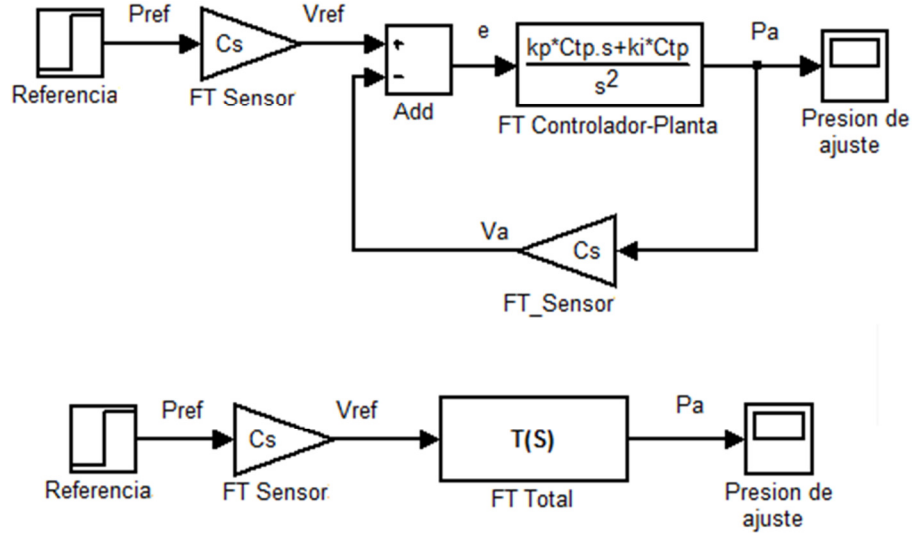 Pref
Vref
Cs
Referencia
FT Sensor
+
-
Add
e
kp*Ctp.s+ki*Ctp
s2
FT Controlador-Planta
Pa
Presion de
ajuste
Va
Cs
FT_Sensor
Pref
Vref
Pa
Cs
T(S)
Referencia
FT Sensor
FT Total
Presion de
ajuste